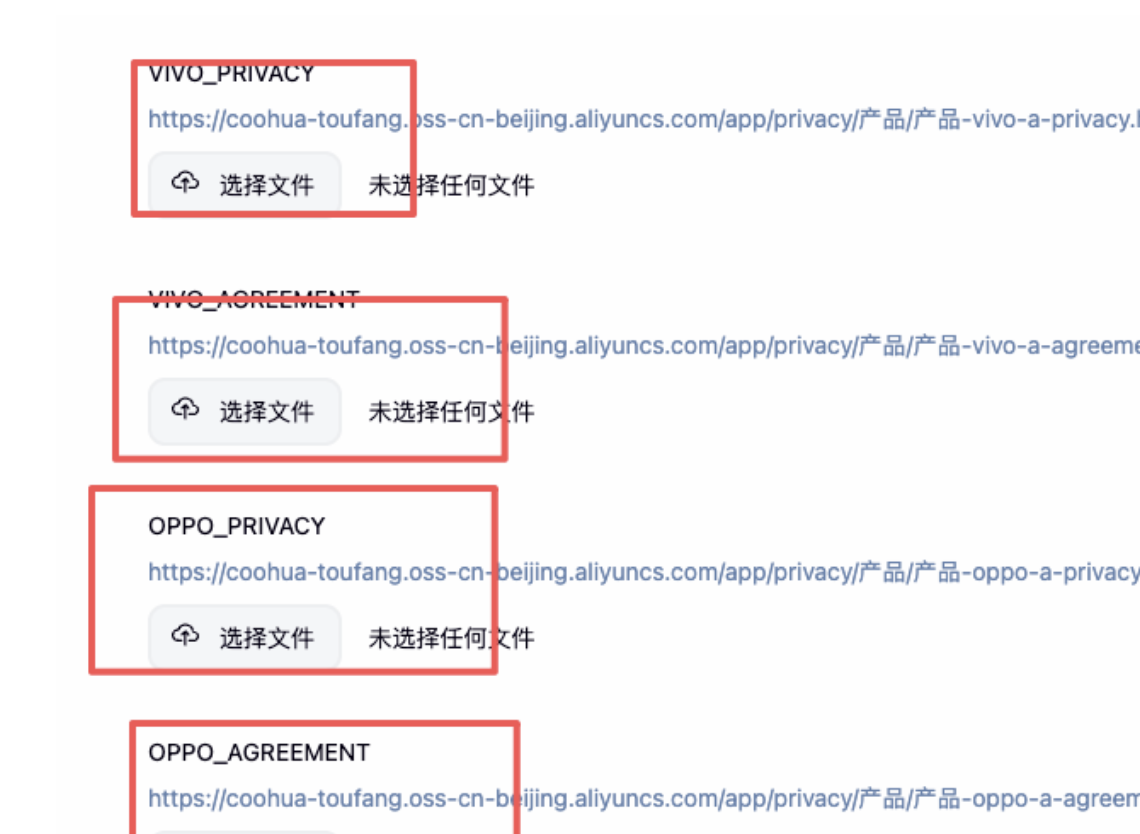 VIVO_PRIVACY
https://coohua-toufang.oss-cn-beijing.aliyuncs.com/app/privacy/产品/产品-vivo-a-privacy.
选择文件 未选择任何文件
VIVO_AGREEMENT
https://coohua-toufang.oss-cn-beijing.aliyuncs.com/app/privacy/产品/产品-vivo-a-agreeme
选择文件 未选择任何文件
OPPO_PRIVACY
https://coohua-toufang.oss-cn-beijing.aliyuncs.com/app/privacy/产品/产品-oppo-a-privacy
选择文件 未选择任何文件
OPPO_AGREEMENT
https://coohua-toufang.oss-cn-beijing.aliyuncs.com/app/privacy/产品/产品-oppo-a-agreem